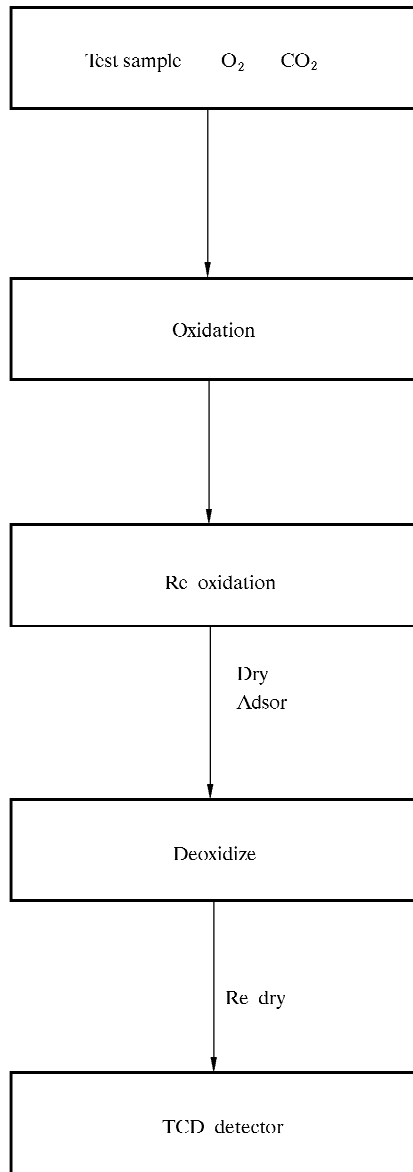 Test sample O₂ CO₂
Oxidation
Re oxidation
Dry
Adsor
Deoxidize
Re dry
TCD detector